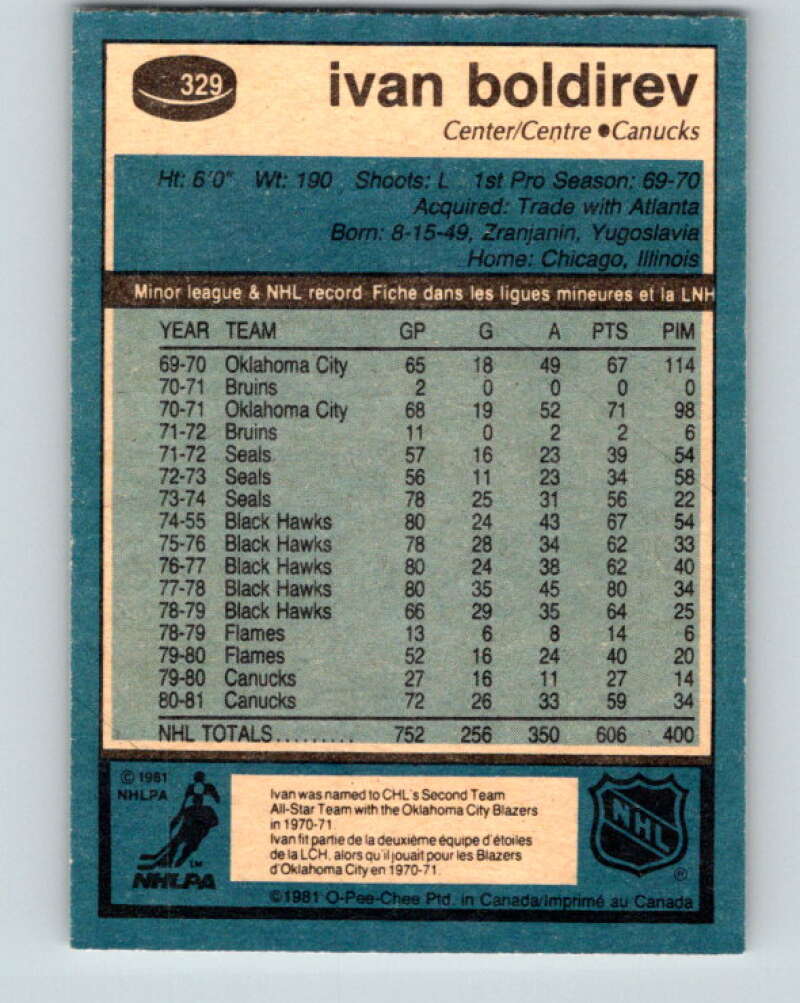 329
ivan boldirev
Center/Centre ●Canucks
Ht: 6'0" Wt: 190 Shoots: L 1st Pro Season: 69-70
Acquired: Trade with Atlanta
Born: 8-15-49, Zranjanin, Yugoslavia
Home: Chicago, Illinois
Minor league & NHL record Fiche dans les ligues mineures et la LNH
YEAR TEAM GP G A PTS PIM
69-70 Oklahoma City 65 18 49 67 114
70-71 Bruins 2 0 0 0 0
70-71 Oklahoma City 68 19 52 71 98
71-72 Bruins 11 0 2 2 6
71-72 Seals 57 16 23 39 54
72-73 Seals 56 11 23 34 58
73-74 Seals 78 25 31 56 22
74-55 Black Hawks 80 24 43 67 54
75-76 Black Hawks 78 28 34 62 33
76-77 Black Hawks 80 24 38 62 40
77-78 Black Hawks 80 35 45 80 34
78-79 Black Hawks 66 29 35 64 25
78-79 Flames 13 6 8 14 6
79-80 Flames 52 16 24 40 20
79-80 Canucks 27 16 11 27 14
80-81 Canucks 72 26 33 59 34
NHL TOTALS......... 752 256 350 606 400
© 1981
NHLPA
Ivan was named to CHL's Second Team
All-Star Team with the Oklahoma City Blazers
in 1970-71.
Ivan fit partie de la deuxième équipe d'étoiles
de la LCH, alors qu'il jouait pour les Blazers
d'Oklahoma City en 1970-71.
NHL
®
TM
NHLPA
©1981 O-Pee-Chee Ptd. in Canada/Imprimé au Canada